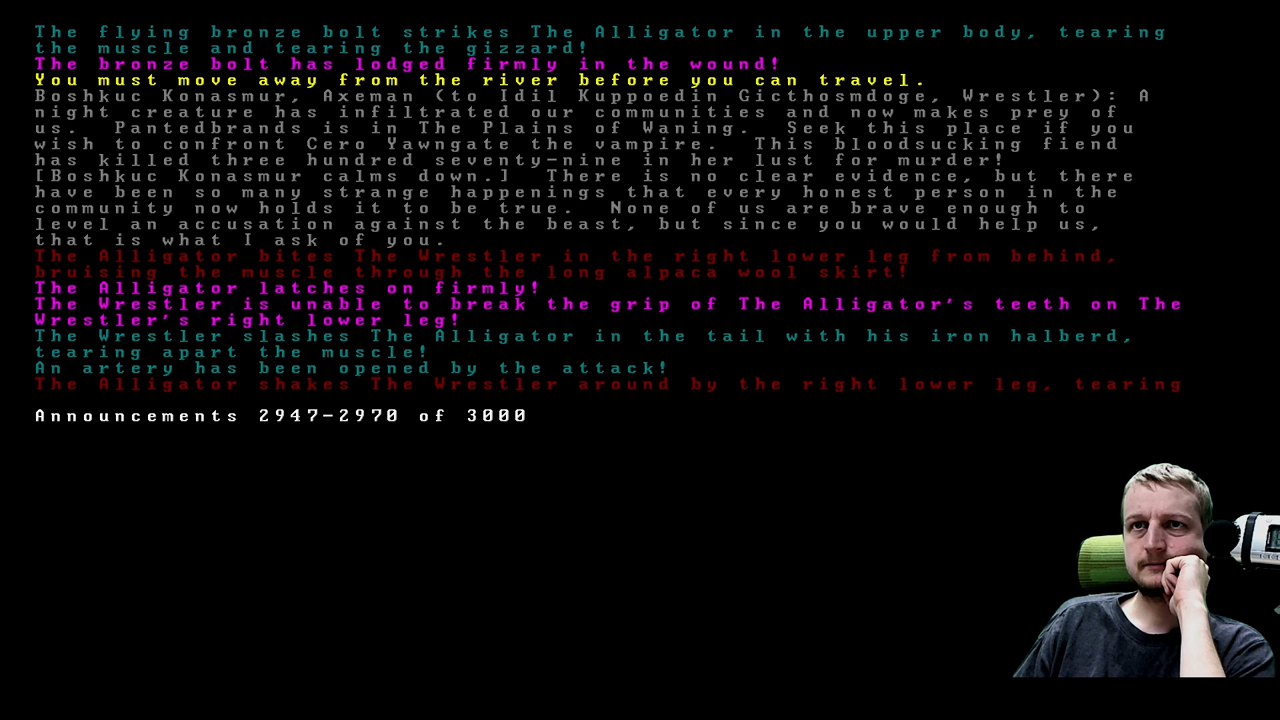 The flying bronze bolt strikes The Alligator in the upper body, tearing
the muscle and tearing the gizzard!
The bronze bolt has lodged firmly in the wound!
You must move away from the river before you can travel.
Boshkuc Konasmur, Axeman (to Idil Kuppoedin Gicthosmdoge, Wrestler): A
night creature has infiltrated our communities and now makes prey of
us.  Pantedbrands is in The Plains of Waning.  Seek this place if you
wish to confront Cero Yawngate the vampire.  This bloodsucking fiend
has killed three hundred seventy-nine in her lust for murder!
[Boshkuc Konasmur calms down.]  There is no clear evidence, but there
have been so many strange happenings that every honest person in the
community now holds it to be true.  None of us are brave enough to
level an accusation against the beast, but since you would help us,
that is what I ask of you.
The Alligator bites The Wrestler in the right lower leg from behind,
bruising the muscle through the long alpaca wool skirt!
The Alligator latches on firmly!
The Wrestler is unable to break the grip of The Alligator's teeth on The
Wrestler's right lower leg!
The Wrestler slashes The Alligator in the tail with his iron halberd,
tearing apart the muscle!
An artery has been opened by the attack!
The Alligator shakes The Wrestler around by the right lower leg, tearing
Announcements 2947-2970 of 3000